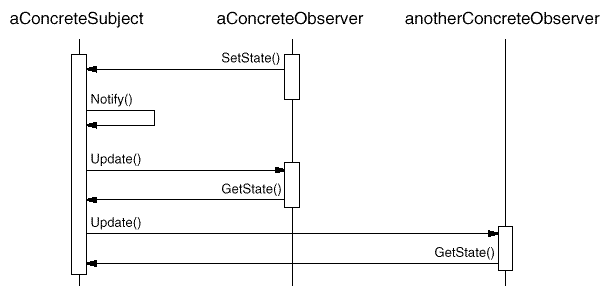 aConcreteSubject aConcreteObserver anotherConcreteObserver
SetState()
Notify()
Update()
GetState()
Update()
GetState()